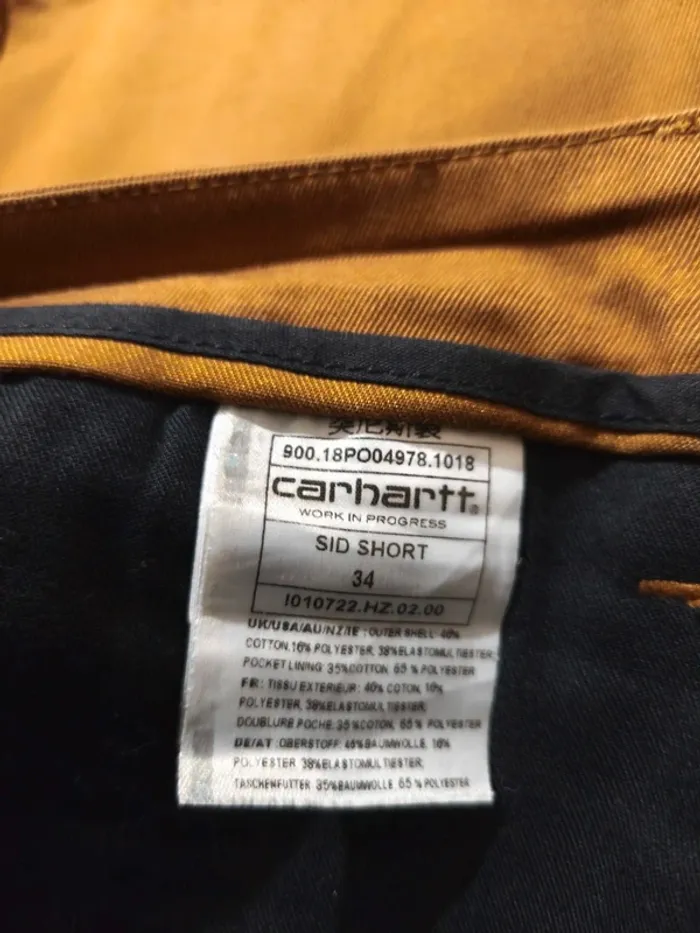 900.18PO04978.1018
carhartt®
WORK IN PROGRESS
SID SHORT
34
I010722.HZ.02.00
UK/USA/AU/NZ/IE : OUTER SHELL: 46%
COTTON,16% POLYESTER, 38%ELASTOMULTIESTER;
POCKET LINING: 35%COTTON, 65 % POLYESTER
FR: TISSU EXTERIEUR: 46% COTON, 16%
POLYESTER, 38%ELASTOMULTIESTER;
DOUBLURE POCHE:35%COTON, 65% POLYESTER
DE/AT :OBERSTOFF: 46%BAUMWOLLE, 16%
POLYESTER 38%ELASTOMULTIESTER;
TASCHENFUTTER 35%BAUMWOLLE, 65 % POLYESTER